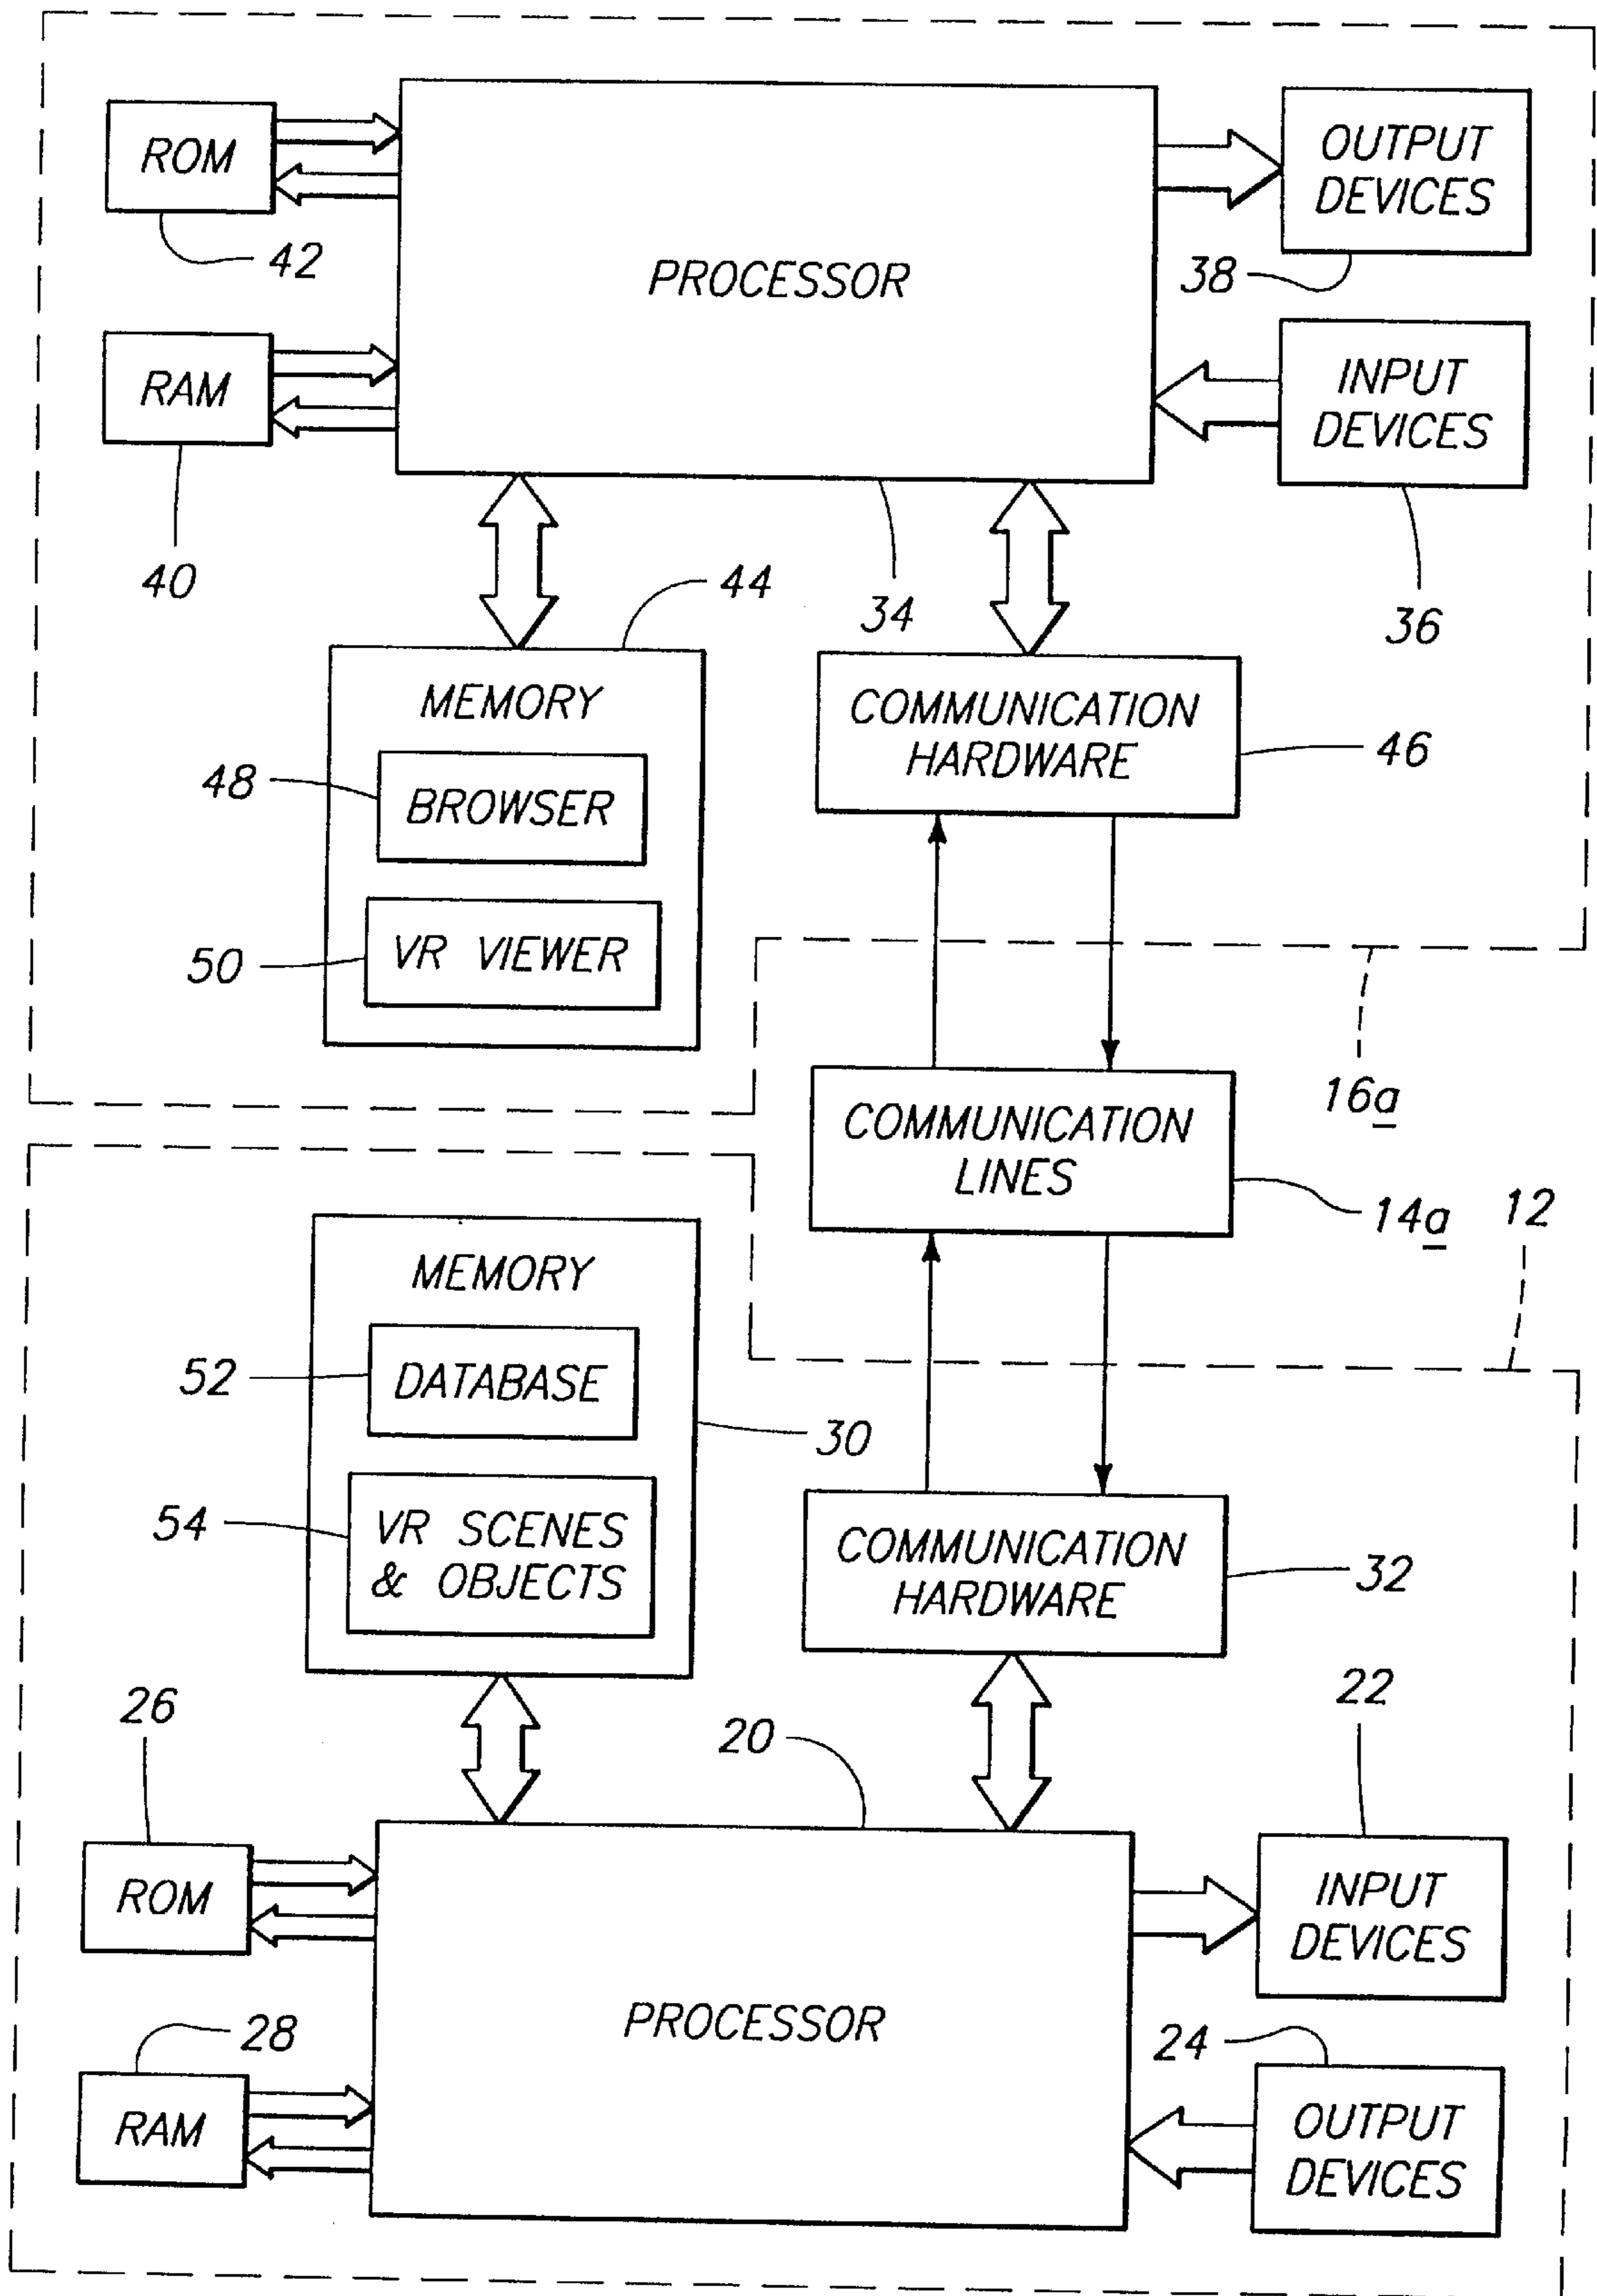 ROM
42
PROCESSOR
OUTPUT
DEVICES
38
RAM
40
INPUT
DEVICES
36
34
44
MEMORY
48
BROWSER
50
VR VIEWER
COMMUNICATION
HARDWARE
46
16a
COMMUNICATION
LINES
14a
12
MEMORY
52
DATABASE
30
54
VR SCENES
& OBJECTS
COMMUNICATION
HARDWARE
32
26
20
22
ROM
PROCESSOR
INPUT
DEVICES
28
RAM
24
OUTPUT
DEVICES